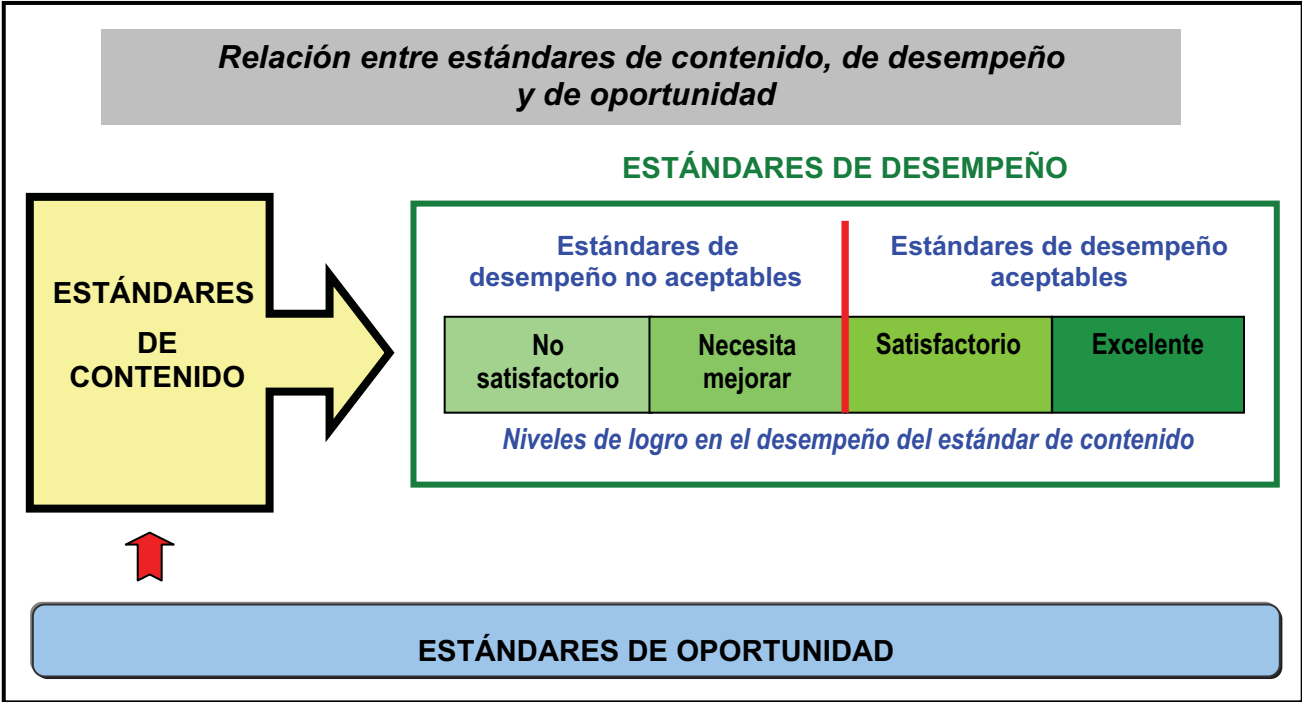 Relación entre estándares de contenido, de desempeño
y de oportunidad
ESTÁNDARES DE DESEMPEÑO
ESTÁNDARES
DE
CONTENIDO
Estándares de
desempeño no aceptables
Estándares de desempeño
aceptables
No
satisfactorio
Necesita
mejorar
Satisfactorio
Excelente
Niveles de logro en el desempeño del estándar de contenido
ESTÁNDARES DE OPORTUNIDAD